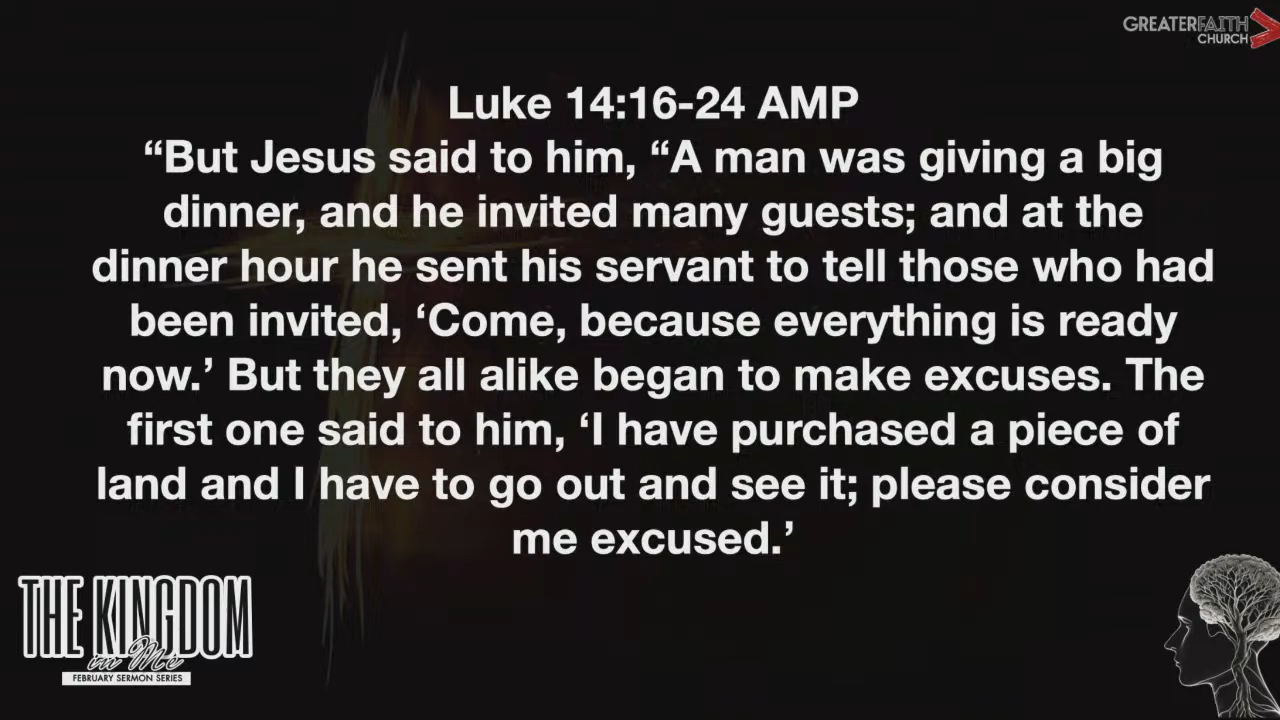 GREATERFAITH
CHURCH
Luke 14:16-24 AMP
“But Jesus said to him, “A man was giving a big
dinner, and he invited many guests; and at the
dinner hour he sent his servant to tell those who had
been invited, ‘Come, because everything is ready
now.’ But they all alike began to make excuses. The
first one said to him, ‘I have purchased a piece of
land and I have to go out and see it; please consider
me excused.’
THE KINGDOM
in Me
FEBRUARY SERMON SERIES